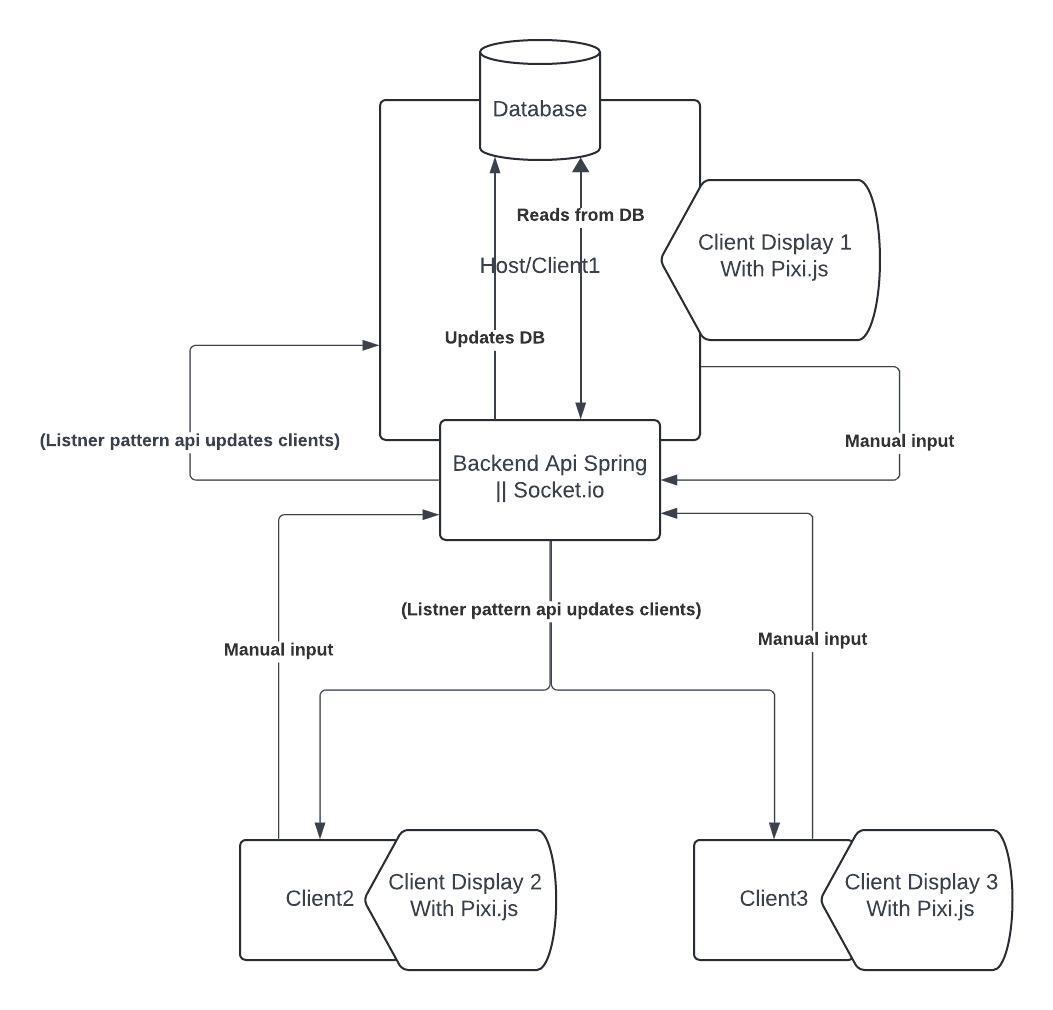 Database
Reads from DB
Client Display 1
With Pixi.js
Host/Client1
Updates DB
(Listner pattern api updates clients)
Manual input
Backend Api Spring
|| Socket.io
(Listner pattern api updates clients)
Manual input
Manual input
Client2
Client Display 2
With Pixi.js
Client3
Client Display 3
With Pixi.js